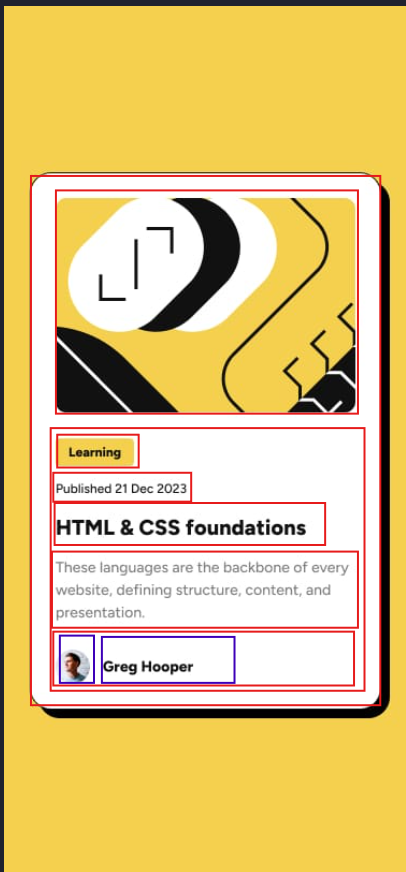 Learning
Published 21 Dec 2023
HTML & CSS foundations
These languages are the backbone of every
website, defining structure, content, and
presentation.
Greg Hooper